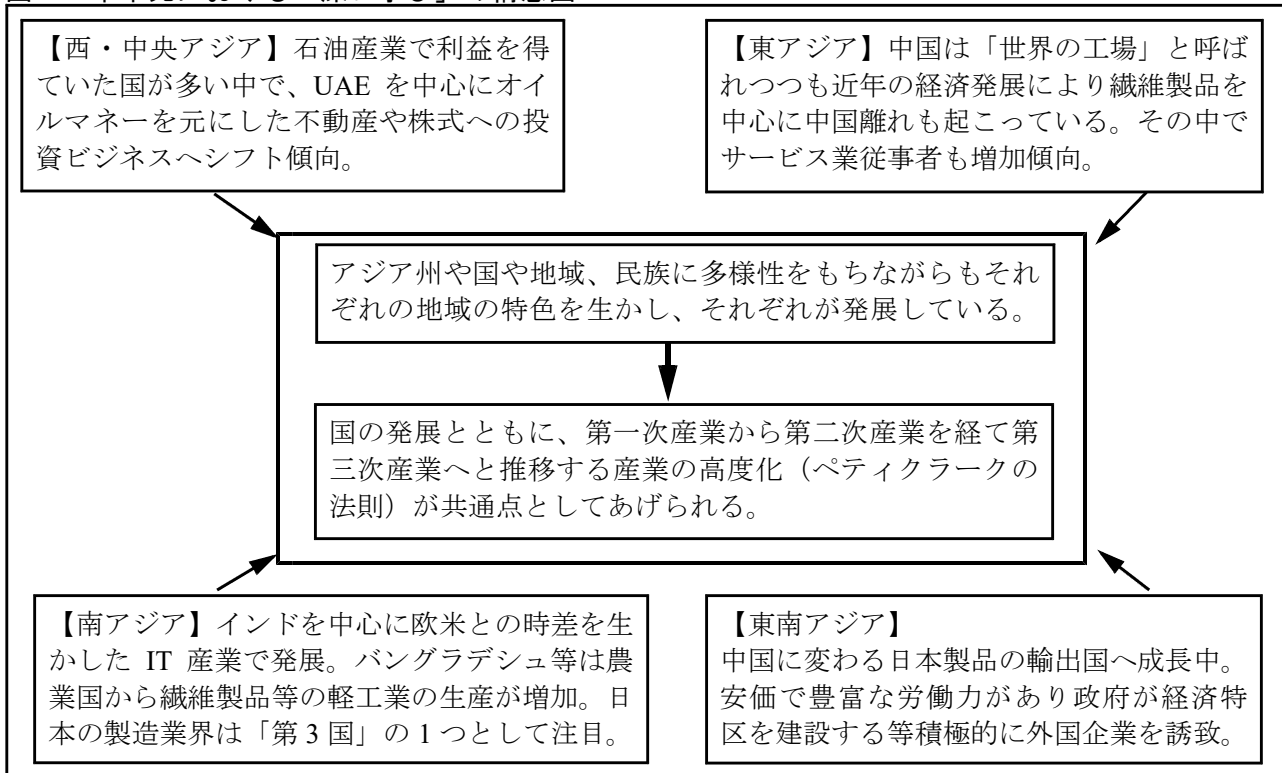 【西・中央アジア】石油産業で利益を得
ていた国が多い中で、UAE を中心にオイ
ルマネーを元にした不動産や株式への投
資ビジネスへシフト傾向。
【東アジア】中国は「世界の工場」と呼ば
れつつも近年の経済発展により繊維製品を
中心に中国離れも起こっている。その中で
サービス業従事者も増加傾向。
アジア州や国や地域、民族に多様性をもちながらもそれ
ぞれの地域の特色を生かし、それぞれが発展している。
国の発展とともに、第一次産業から第二次産業を経て第
三次産業へと推移する産業の高度化（ペティクラークの
法則）が共通点としてあげられる。
【南アジア】インドを中心に欧米との時差を生
かした IT 産業で発展。バングラデシュ等は農
業国から繊維製品等の軽工業の生産が増加。日
本の製造業界は「第 3 国」の 1 つとして注目。
【東南アジア】
中国に変わる日本製品の輸出国へ成長中。
安価で豊富な労働力があり政府が経済特
区を建設する等積極的に外国企業を誘致。